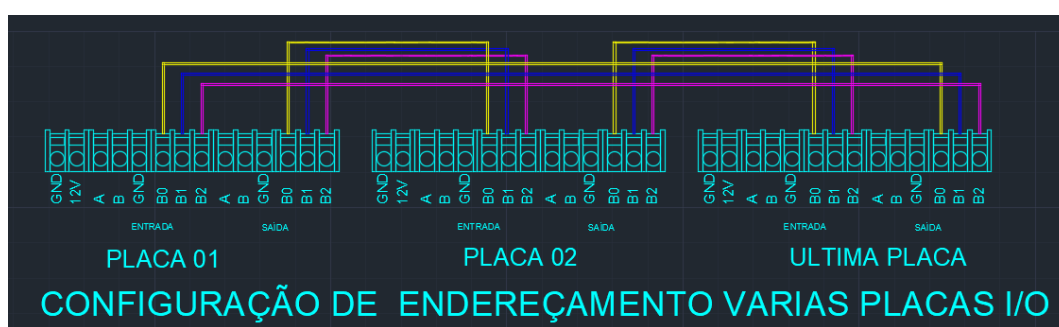 GND 12V A B GND B0 B1 B2 A B GND B0 B1 B2 GND 12V A B GND B0 B1 B2 A B GND B0 B1 B2 GND 12V A B GND B0 B1 B2 A B GND B0 B1 B2
ENTRADA SAÍDA ENTRADA SAÍDA ENTRADA SAÍDA
PLACA 01 PLACA 02 ULTIMA PLACA
CONFIGURAÇÃO DE ENDEREÇAMENTO VARIAS PLACAS I/O